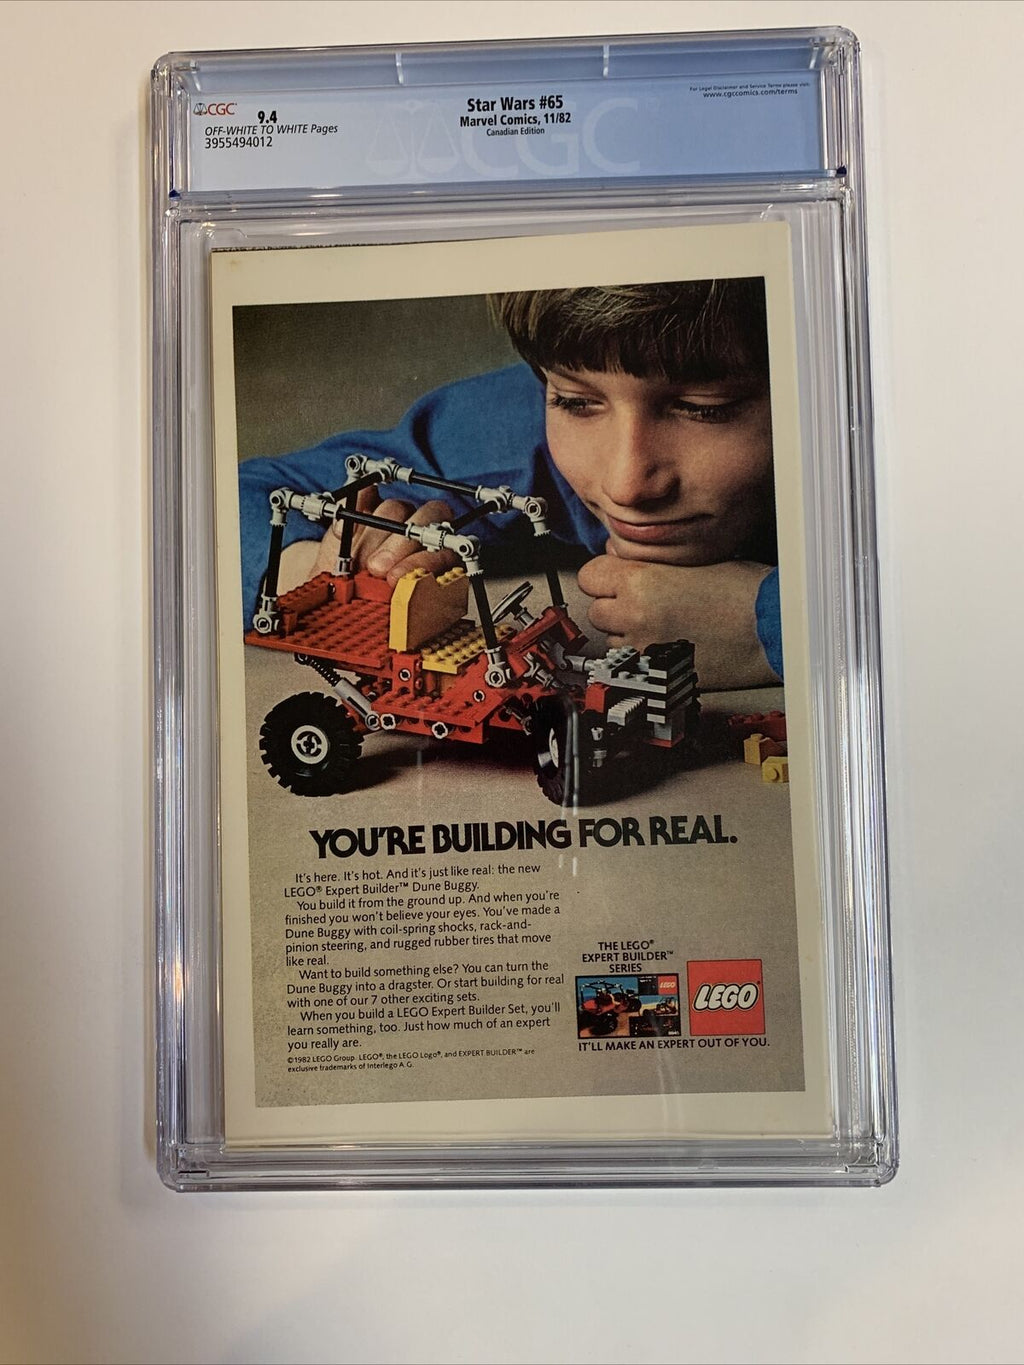 CGC
9.4
OFF-WHITE TO WHITE Pages
3955494012
Star Wars #65
Marvel Comics, 11/82
Canadian Edition
For Legal Disclaimer and Service Terms please visit:
www.cgccomics.com/terms
CGC
YOU'RE BUILDING FOR REAL.
It's here. It's hot. And it's just like real: the new
LEGO® Expert Builder™ Dune Buggy.
You build it from the ground up. And when you're
finished you won't believe your eyes. You've made a
Dune Buggy with coil-spring shocks, rack-and-
pinion steering, and rugged rubber tires that move
like real.
Want to build something else? You can turn the
Dune Buggy into a dragster. Or start building for real
with one of our 7 other exciting sets.
When you build a LEGO Expert Builder Set, you'll
learn something, too. Just how much of an expert
you really are.
©1982 LEGO Group. LEGO®, the LEGO Logo®, and EXPERT BUILDER™ are
exclusive trademarks of Interlego A.G.
THE LEGO®
EXPERT BUILDER™
SERIES
LEGO
LEGO®
IT'LL MAKE AN EXPERT OUT OF YOU.